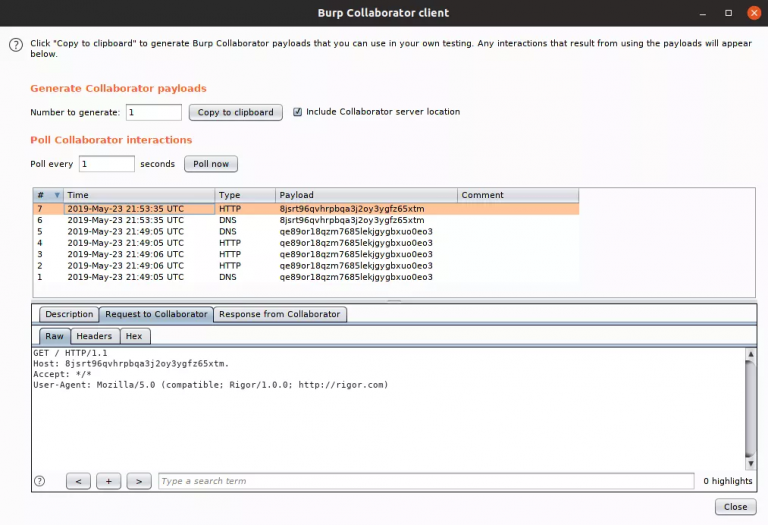 Burp Collaborator client
Click "Copy to clipboard" to generate Burp Collaborator payloads that you can use in your own testing. Any interactions that result from using the payloads will appear
below.
Generate Collaborator payloads
Number to generate: 1 Copy to clipboard Include Collaborator server location
Poll Collaborator interactions
Poll every 1 seconds Poll now
# Time Type Payload Comment
7 2019-May-23 21:53:35 UTC HTTP 8jsrt96qvhrpbqa3j2oy3ygfz65xtm
6 2019-May-23 21:53:35 UTC DNS 8jsrt96qvhrpbqa3j2oy3ygfz65xtm
5 2019-May-23 21:49:05 UTC DNS qe89or18qzm7685lekjgygbxuo0eo3
4 2019-May-23 21:49:05 UTC HTTP qe89or18qzm7685lekjgygbxuo0eo3
3 2019-May-23 21:49:06 UTC HTTP qe89or18qzm7685lekjgygbxuo0eo3
2 2019-May-23 21:49:06 UTC HTTP qe89or18qzm7685lekjgygbxuo0eo3
1 2019-May-23 21:49:05 UTC DNS qe89or18qzm7685lekjgygbxuo0eo3
Description Request to Collaborator Response from Collaborator
Raw Headers Hex
GET / HTTP/1.1
Host: 8jsrt96qvhrpbqa3j2oy3ygfz65xtm.
Accept: */*
User-Agent: Mozilla/5.0 (compatible; Rigor/1.0.0; http://rigor.com)
? < + > Type a search term 0 highlights
Close